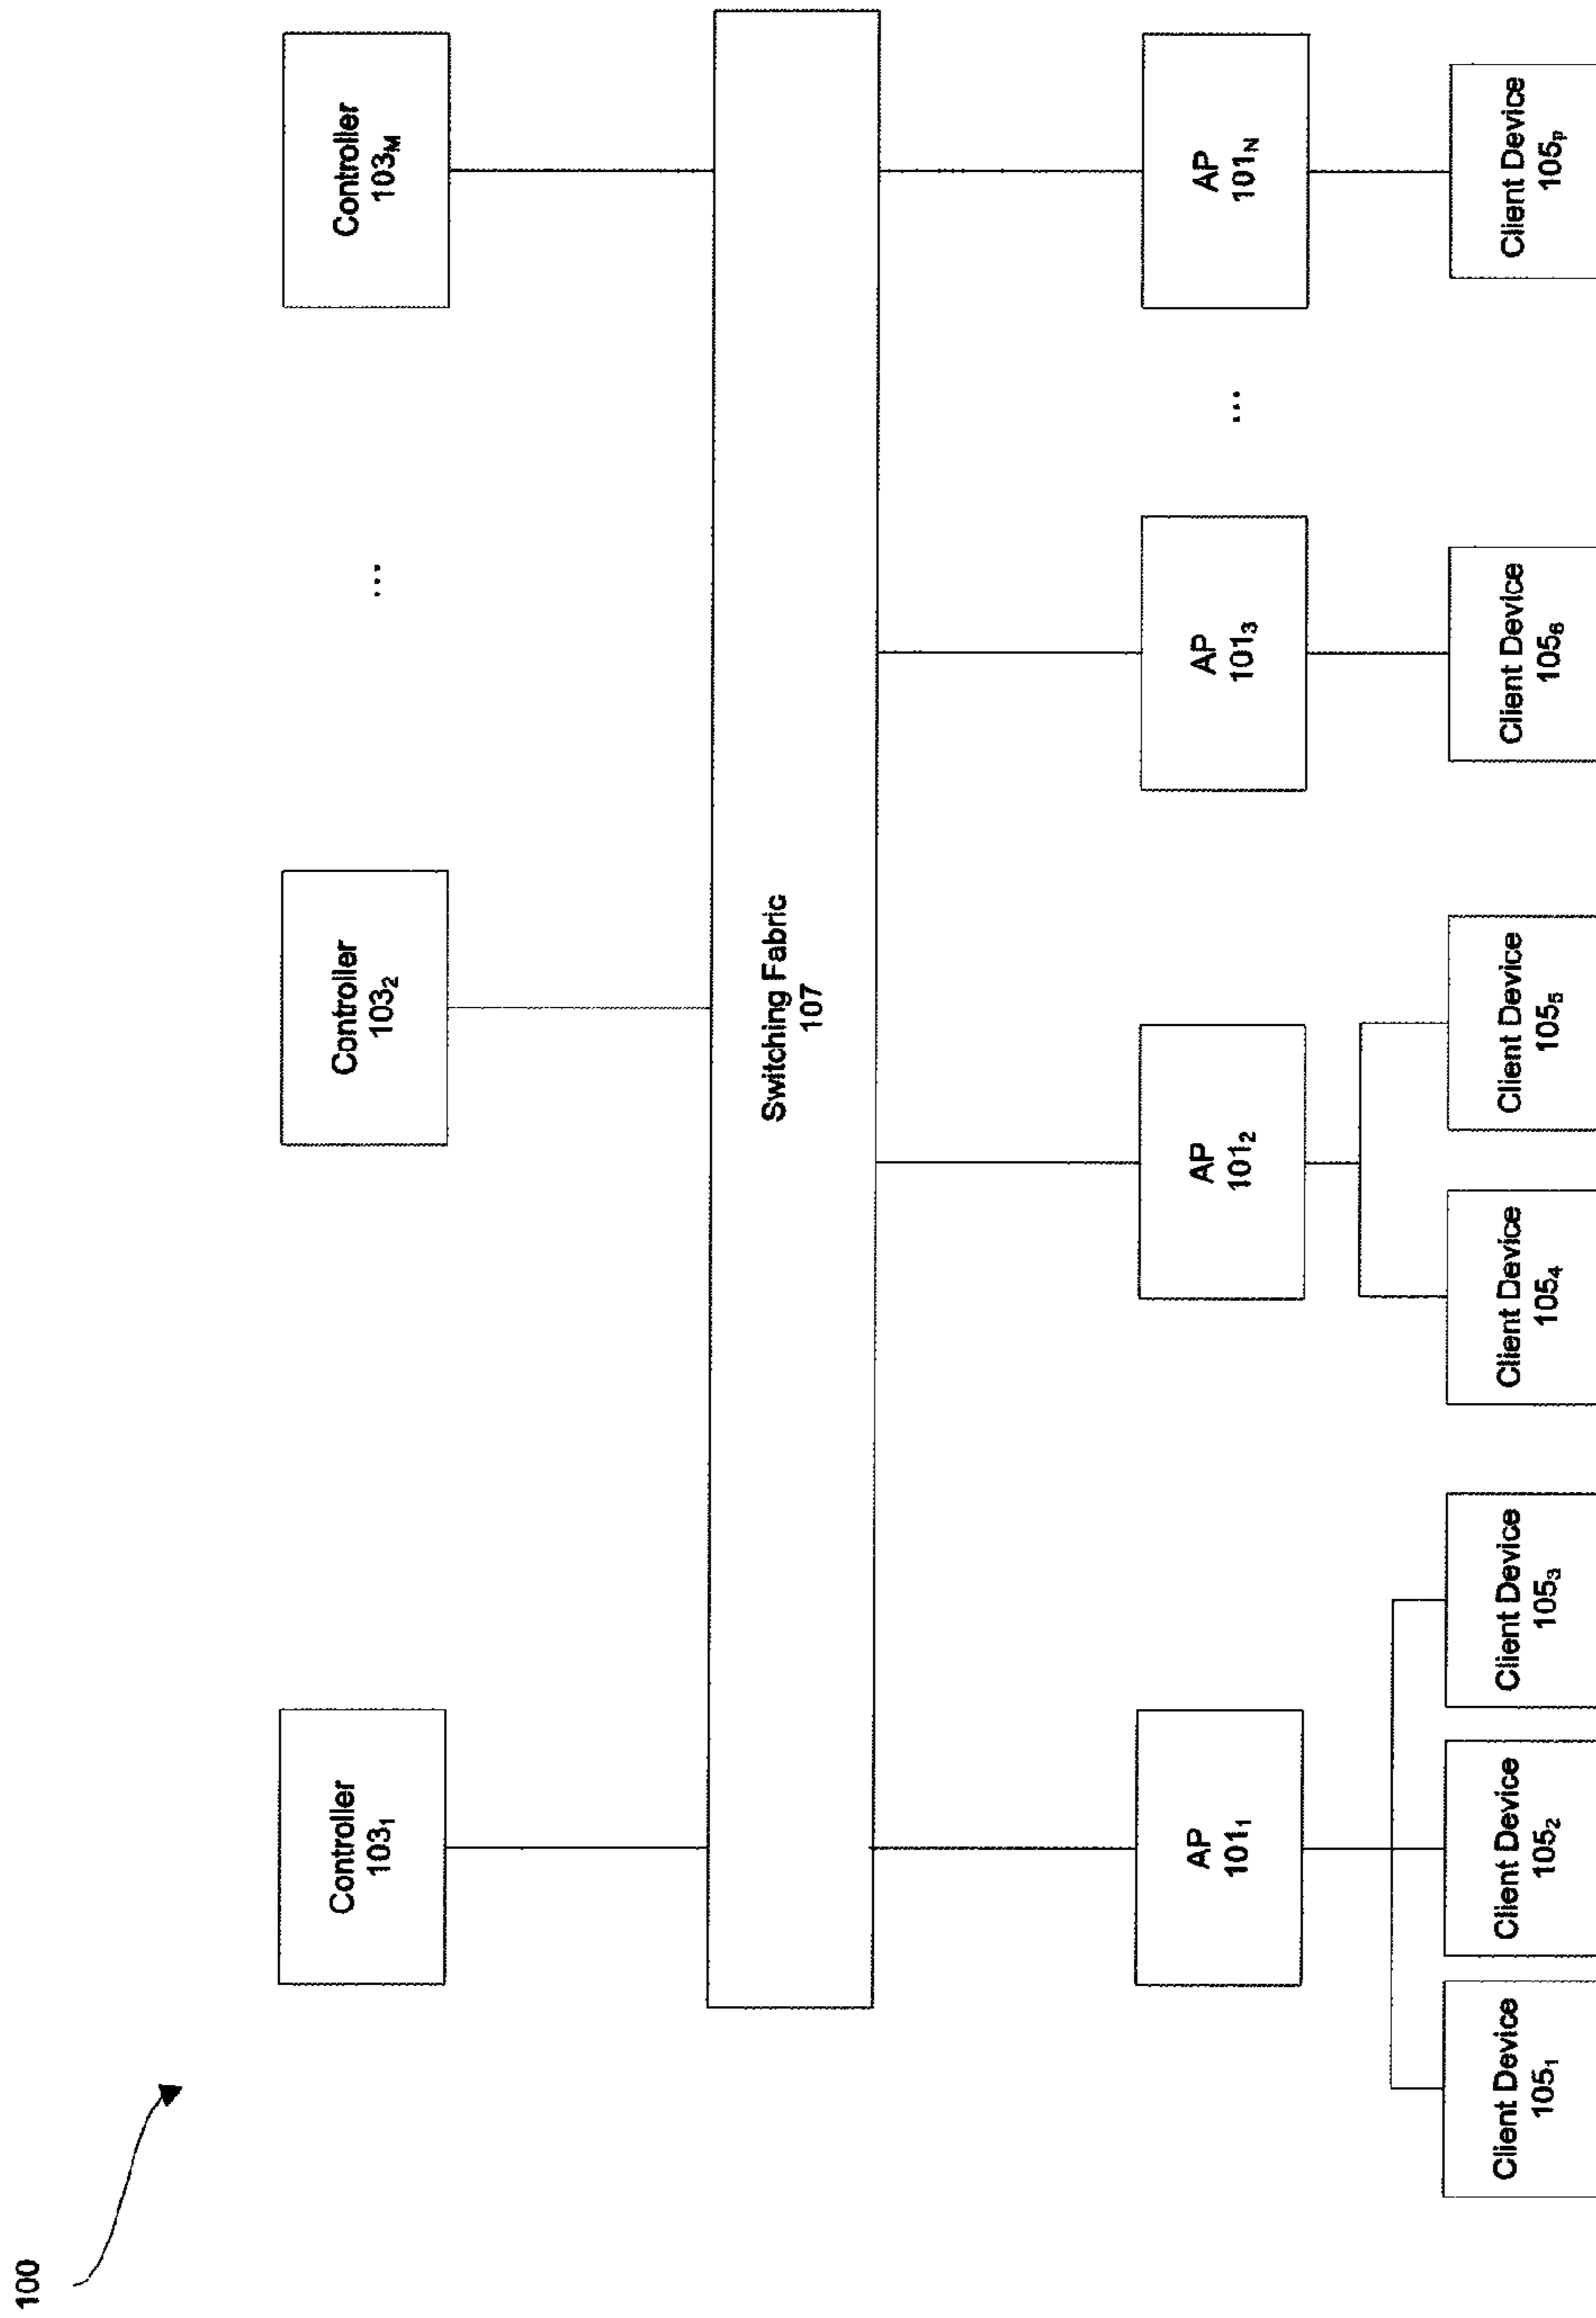 100
Controller
103₁
Controller
103₂
...
Controller
103M
Switching Fabric
107
AP
101₁
AP
101₂
AP
101₃
...
AP
101N
Client Device
105₁
Client Device
105₂
Client Device
105₃
Client Device
105₄
Client Device
105₅
Client Device
105₆
Client Device
105P